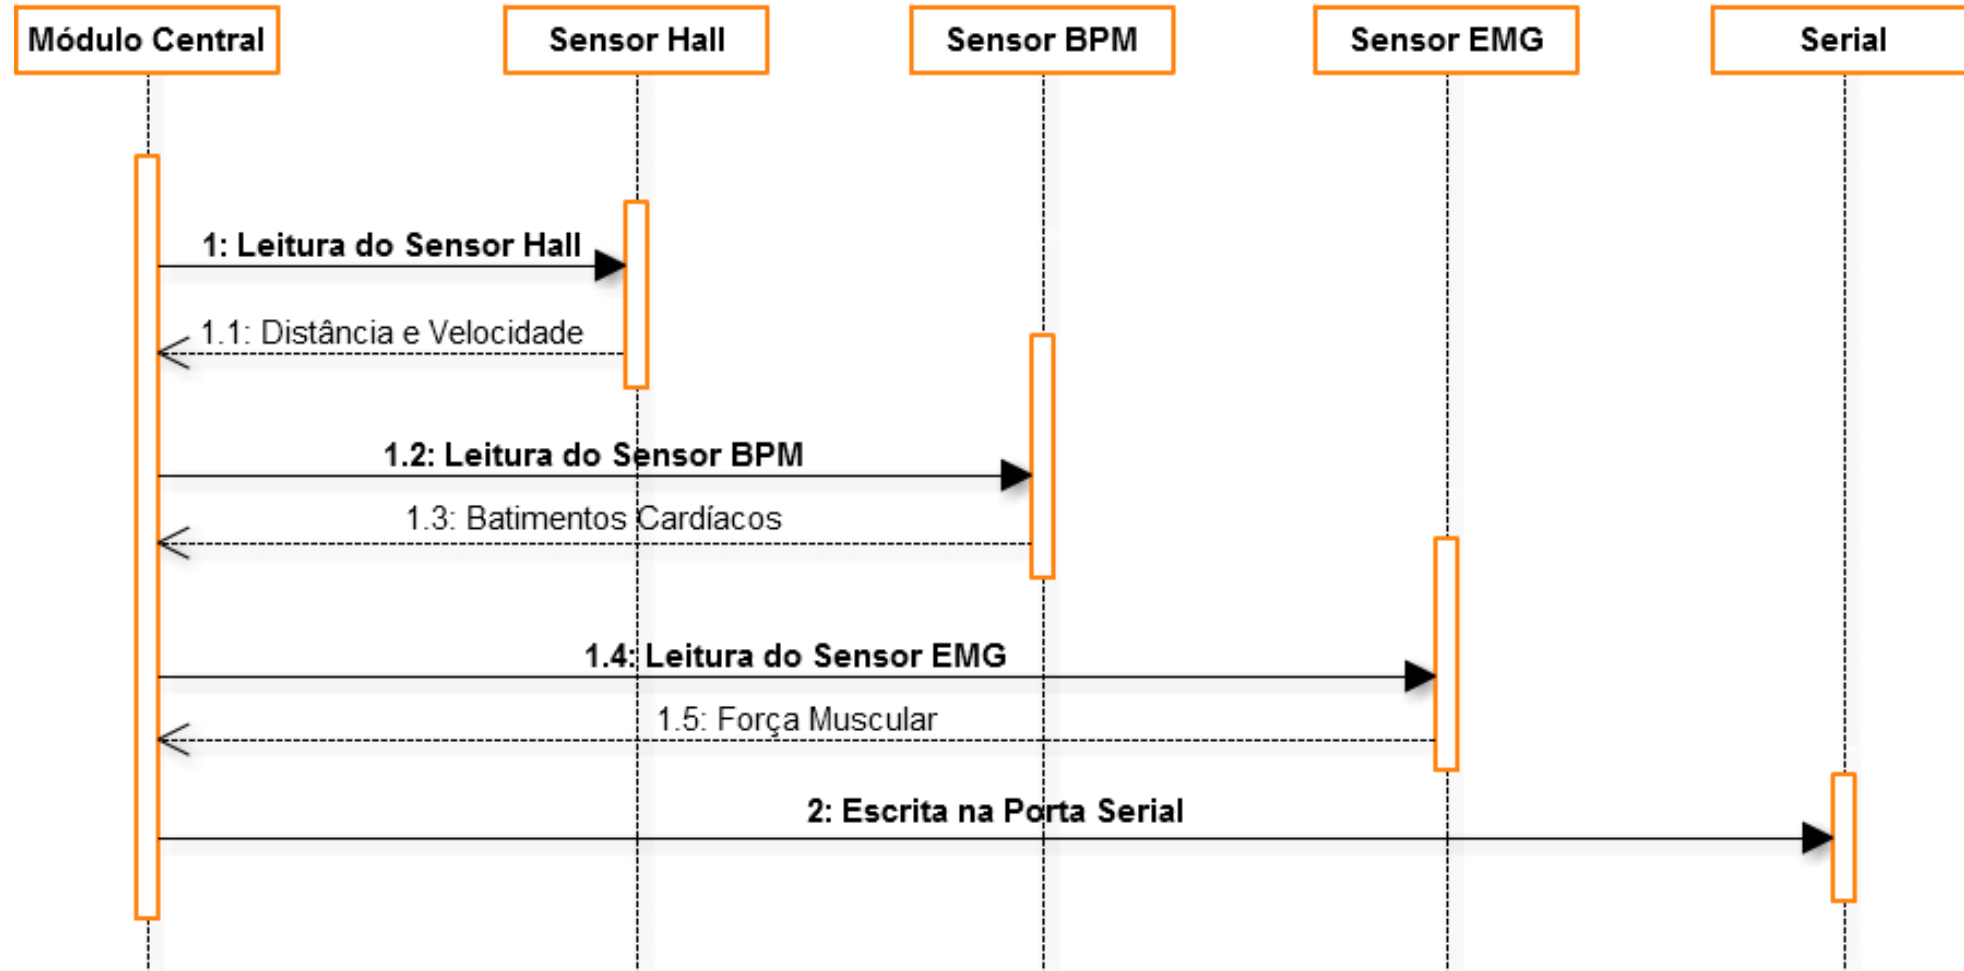 Módulo Central
Sensor Hall
Sensor BPM
Sensor EMG
Serial
1: Leitura do Sensor Hall
1.1: Distância e Velocidade
1.2: Leitura do Sensor BPM
1.3: Batimentos Cardíacos
1.4: Leitura do Sensor EMG
1.5: Força Muscular
2: Escrita na Porta Serial